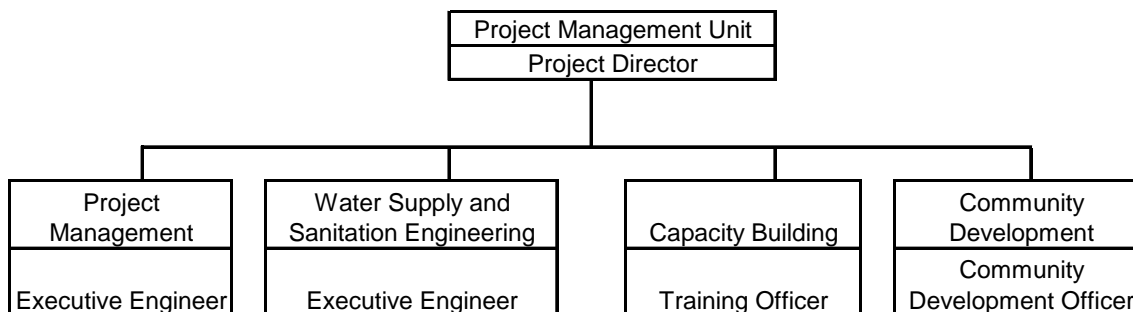 Project Management Unit
Project Director
Project
Management
Executive Engineer
Water Supply and
Sanitation Engineering
Executive Engineer
Capacity Building
Training Officer
Community
Development
Community
Development Officer